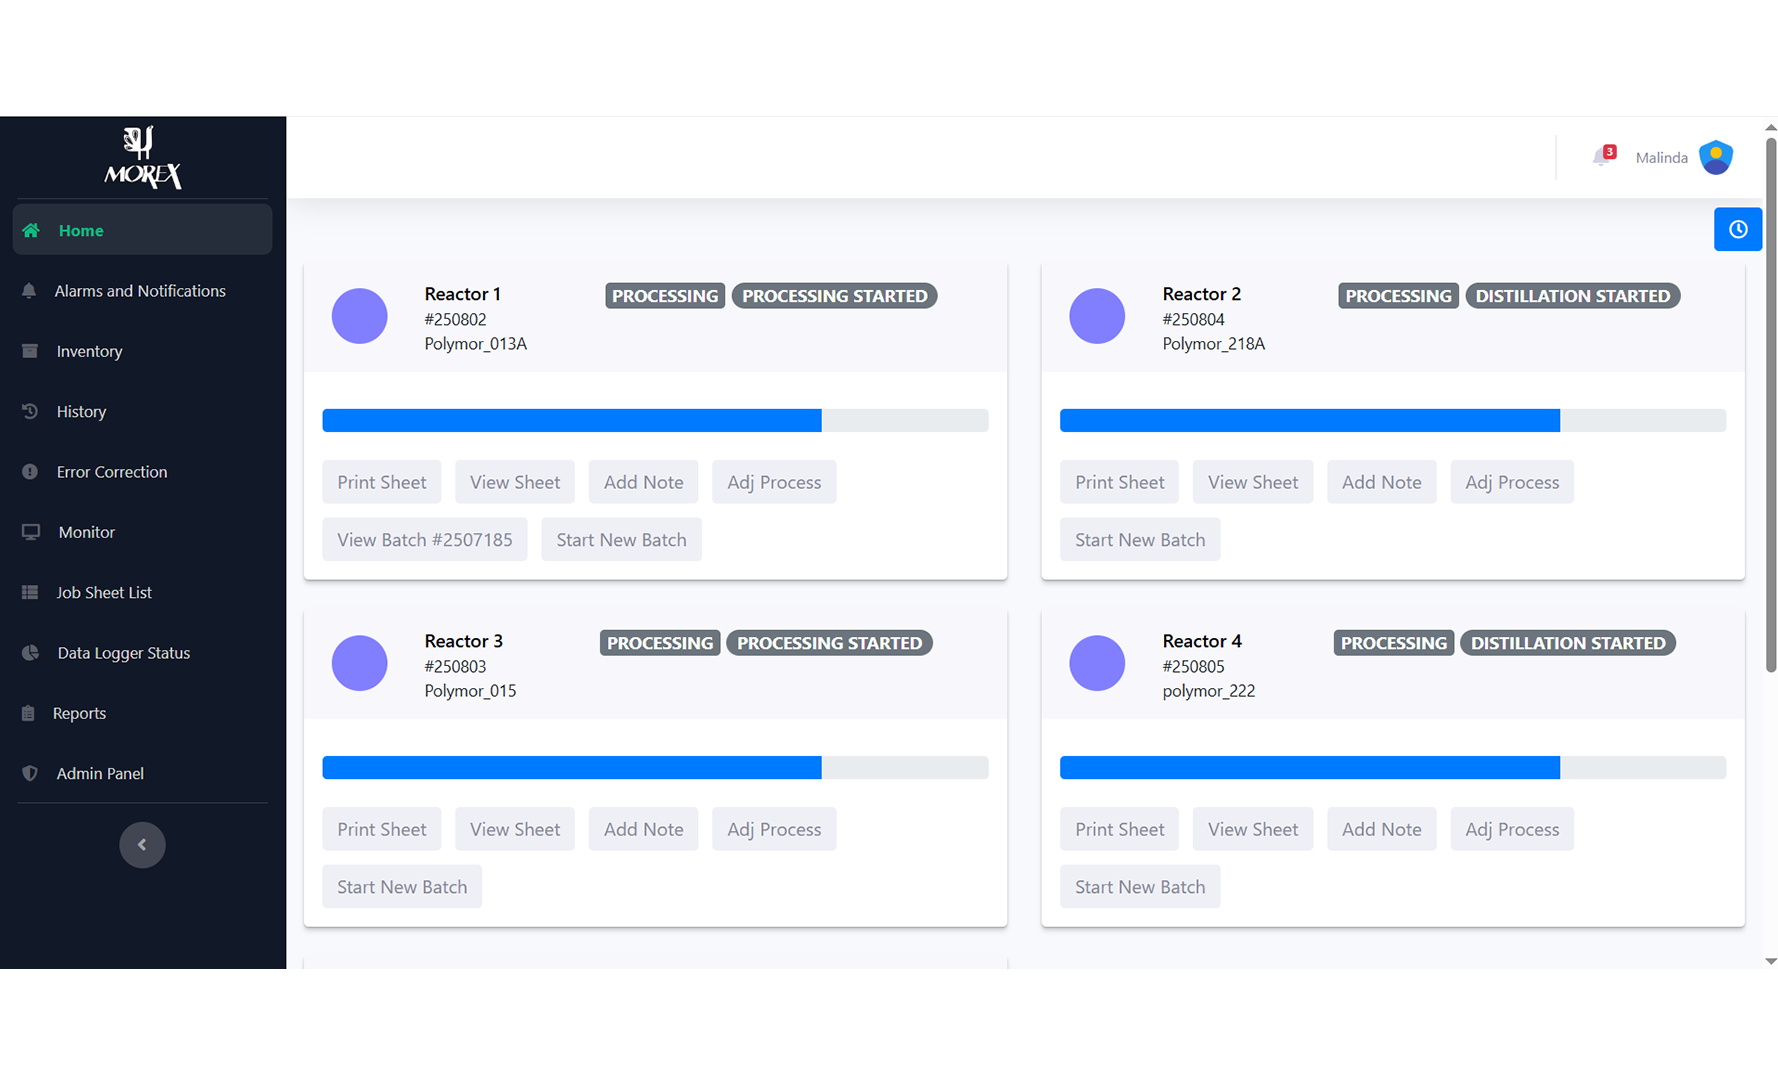 MOREX
3
Malinda
Home
Alarms and Notifications
Inventory
History
Error Correction
Monitor
Job Sheet List
Data Logger Status
Reports
Admin Panel
Reactor 1
#250802
Polymor_013A
PROCESSING PROCESSING STARTED
Print Sheet View Sheet Add Note Adj Process
View Batch #2507185 Start New Batch
Reactor 2
#250804
Polymor_218A
PROCESSING DISTILLATION STARTED
Print Sheet View Sheet Add Note Adj Process
Start New Batch
Reactor 3
#250803
Polymor_015
PROCESSING PROCESSING STARTED
Print Sheet View Sheet Add Note Adj Process
Start New Batch
Reactor 4
#250805
polymor_222
PROCESSING DISTILLATION STARTED
Print Sheet View Sheet Add Note Adj Process
Start New Batch